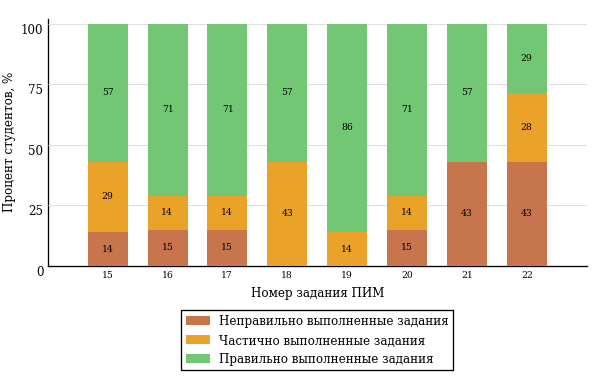 Процент студентов, %
100
75
50
25
0
57 71 71 57 86 71 57 29
29 14 14 43 14 14 28
14 15 15 15 43 43
15 16 17 18 19 20 21 22
Номер задания ПИМ
Неправильно выполненные задания
Частично выполненные задания
Правильно выполненные задания